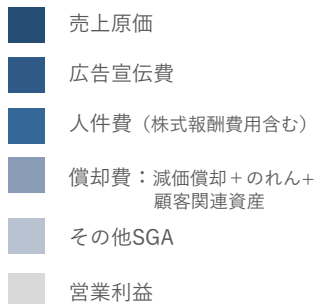 売上原価
広告宣伝費
人件費（株式報酬費用含む）
償却費：減価償却＋のれん+
顧客関連資産
その他SGA
営業利益